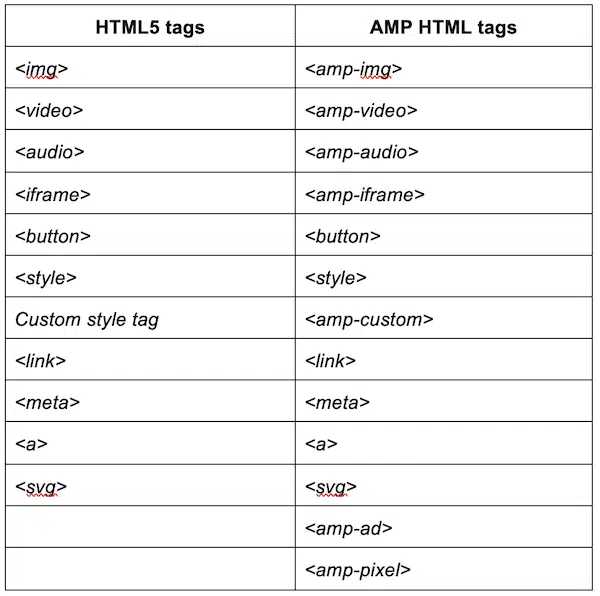 HTML5 tags AMP HTML tags
<img> <amp-img>
<video> <amp-video>
<audio> <amp-audio>
<iframe> <amp-iframe>
<button> <button>
<style> <style>
Custom style tag <amp-custom>
<link> <link>
<meta> <meta>
<a> <a>
<svg> <svg>
<amp-ad>
<amp-pixel>